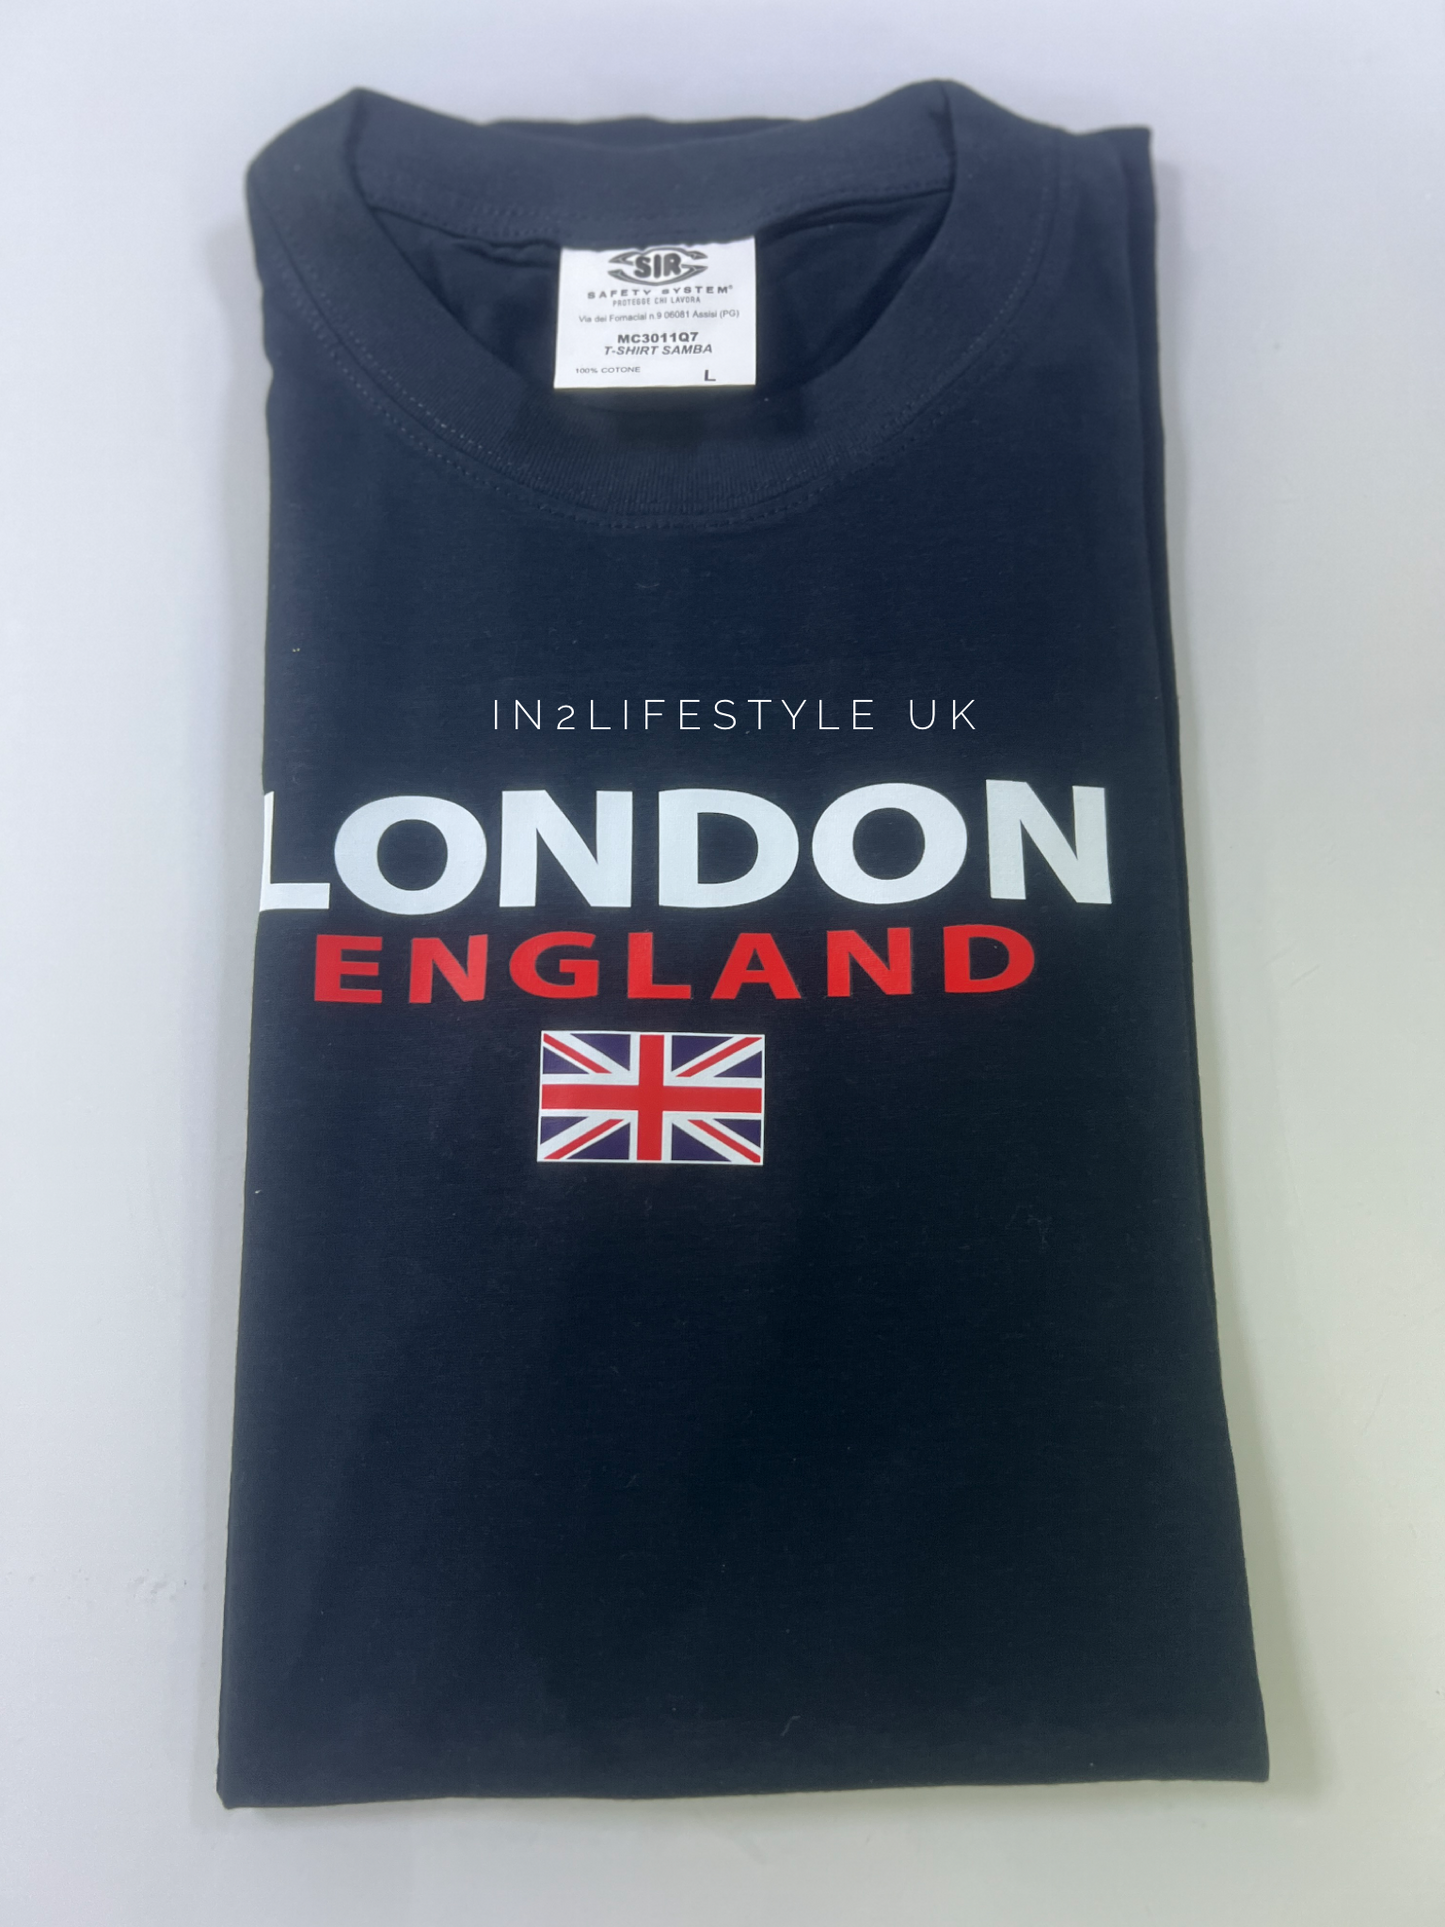 SIR
SAFETY SYSTEM®
PROTEGGE CHI LAVORA
Via dei Fornaciai n.9 06081 Assisi (PG)
MC3011Q7
T-SHIRT SAMBA
100% COTONE L
IN2LIFESTYLE UK
LONDON
ENGLAND